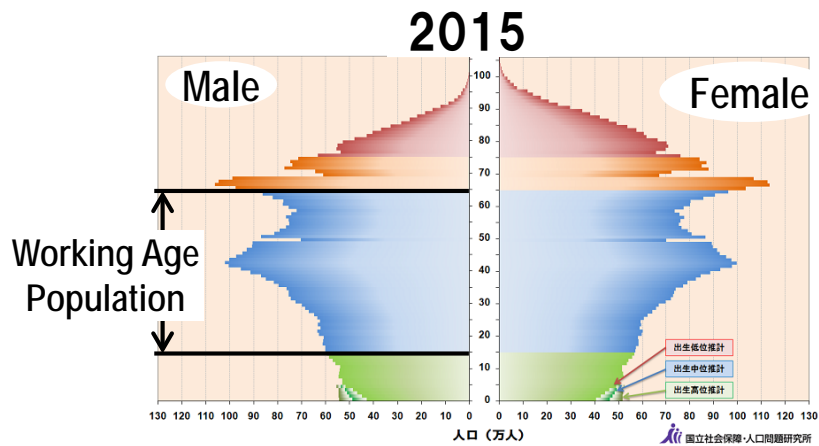 2015
Male
Female
Working Age
Population
100
90
80
70
60
50
40
30
20
10
0
出生低位推計
出生中位推計
出生高位推計
130 120 110 100 90 80 70 60 50 40 30 20 10 0
0 10 20 30 40 50 60 70 80 90 100 110 120 130
人口（万人）
国立社会保障・人口問題研究所